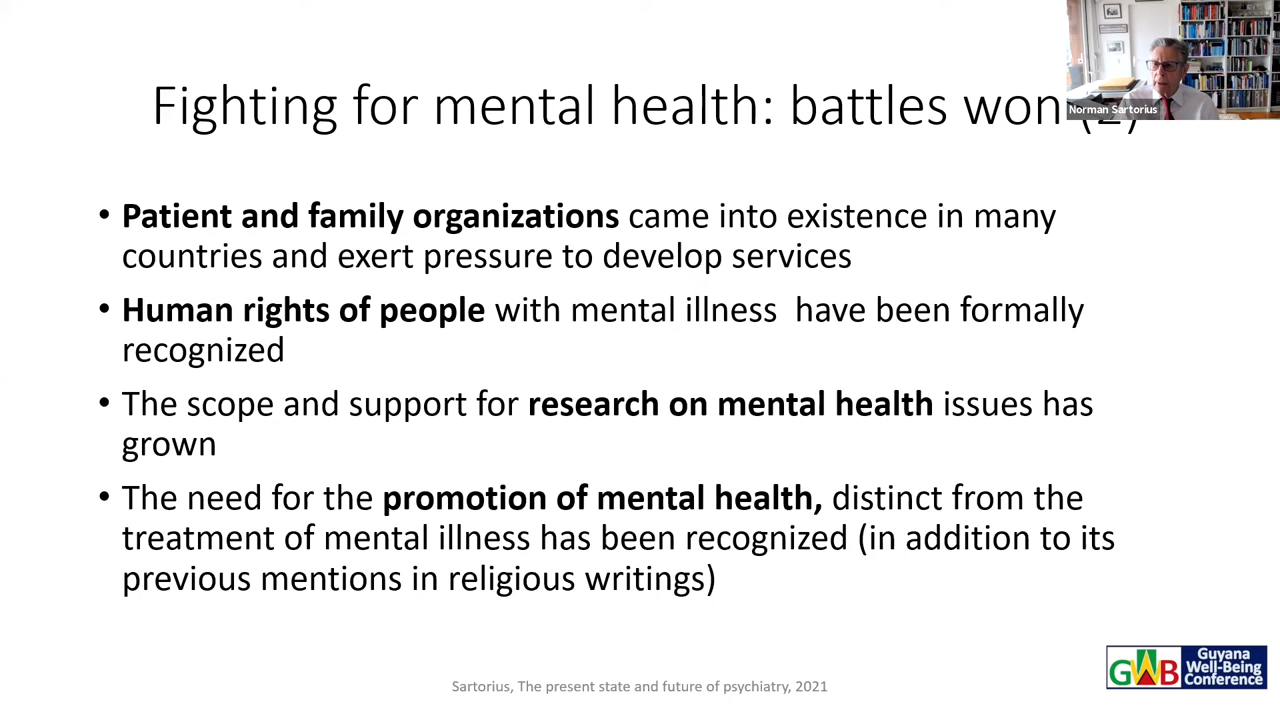 Fighting for mental health: battles won (2)
Norman Sartorius
• Patient and family organizations came into existence in many
countries and exert pressure to develop services
• Human rights of people with mental illness  have been formally
recognized
• The scope and support for research on mental health issues has
grown
• The need for the promotion of mental health, distinct from the
treatment of mental illness has been recognized (in addition to its
previous mentions in religious writings)
Sartorius, The present state and future of psychiatry, 2021
GWB
Guyana
Well-Being
Conference